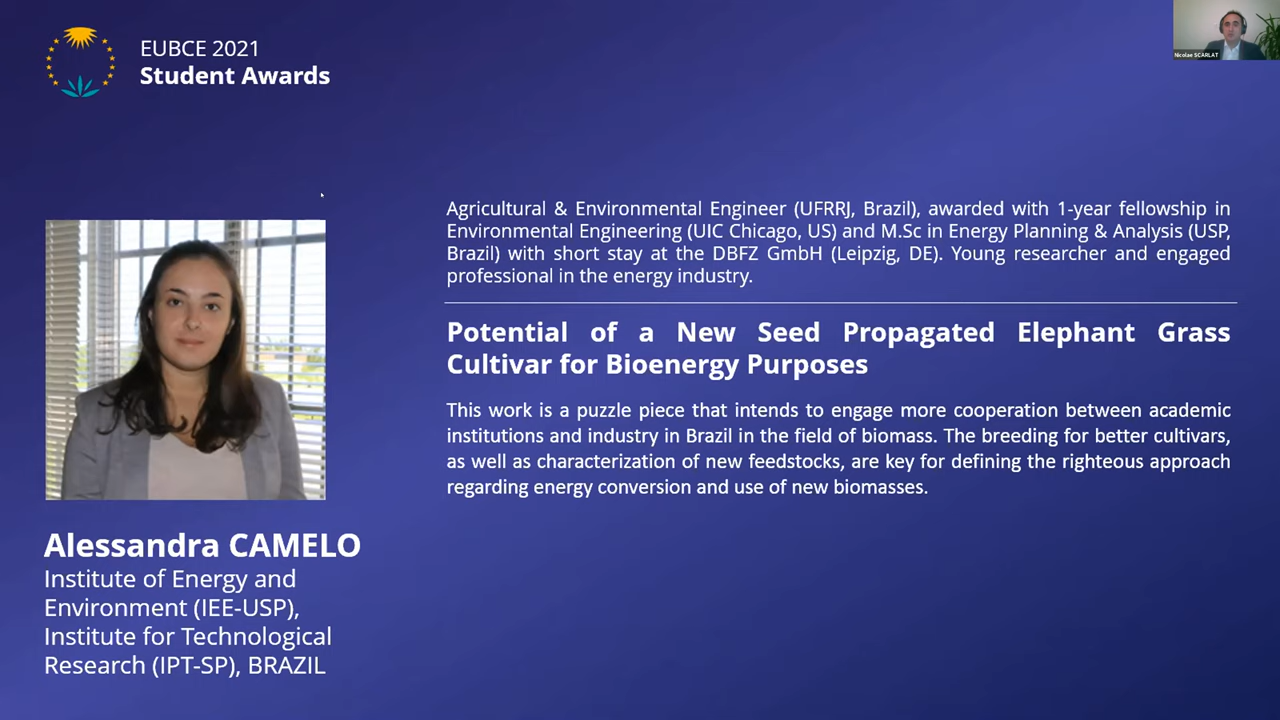 EUBCE 2021
Student Awards
Nicolae SCARLAT
Agricultural & Environmental Engineer (UFRRJ, Brazil), awarded with 1-year fellowship in
Environmental Engineering (UIC Chicago, US) and M.Sc in Energy Planning & Analysis (USP,
Brazil) with short stay at the DBFZ GmbH (Leipzig, DE). Young researcher and engaged
professional in the energy industry.
Potential of a New Seed Propagated Elephant Grass
Cultivar for Bioenergy Purposes
This work is a puzzle piece that intends to engage more cooperation between academic
institutions and industry in Brazil in the field of biomass. The breeding for better cultivars,
as well as characterization of new feedstocks, are key for defining the righteous approach
regarding energy conversion and use of new biomasses.
Alessandra CAMELO
Institute of Energy and
Environment (IEE-USP),
Institute for Technological
Research (IPT-SP), BRAZIL